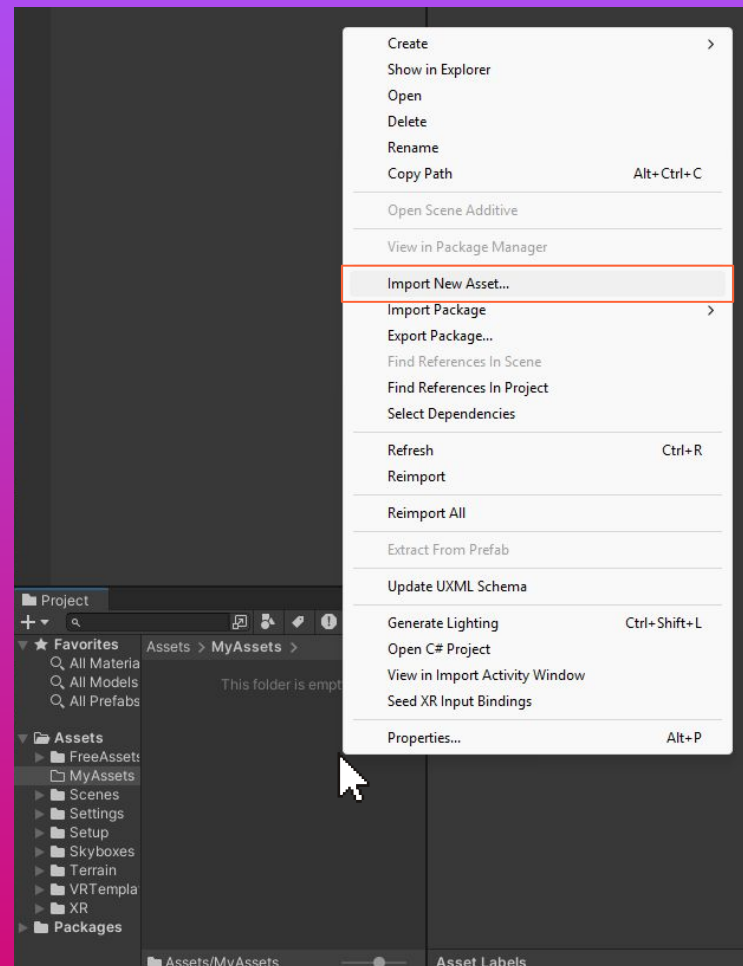 Create
Show in Explorer
Open
Delete
Rename
Copy Path Alt+Ctrl+C
Open Scene Additive
View in Package Manager
Import New Asset...
Import Package
Export Package...
Find References In Scene
Find References In Project
Select Dependencies
Refresh Ctrl+R
Reimport
Reimport All
Extract From Prefab
Update UXML Schema
Generate Lighting Ctrl+Shift+L
Open C# Project
View in Import Activity Window
Seed XR Input Bindings
Properties... Alt+P
Project
Favorites
All Materia
All Models
All Prefabs
Assets > MyAssets >
This folder is empt
Assets
FreeAssets
MyAssets
Scenes
Settings
Setup
Skyboxes
Terrain
VRTempla
XR
Packages
Assets/MyAssets
Asset Labels